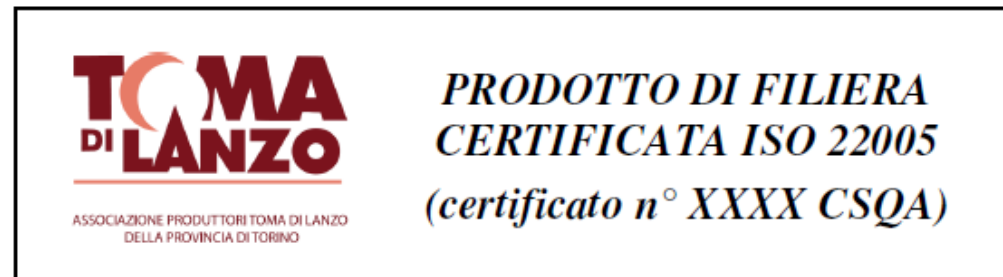 TOMA
DI LANZO
ASSOCIAZIONE PRODUTTORI TOMA DI LANZO
DELLA PROVINCIA DI TORINO
PRODOTTO DI FILIERA
CERTIFICATA ISO 22005
(certificato n° XXXX CSQA)